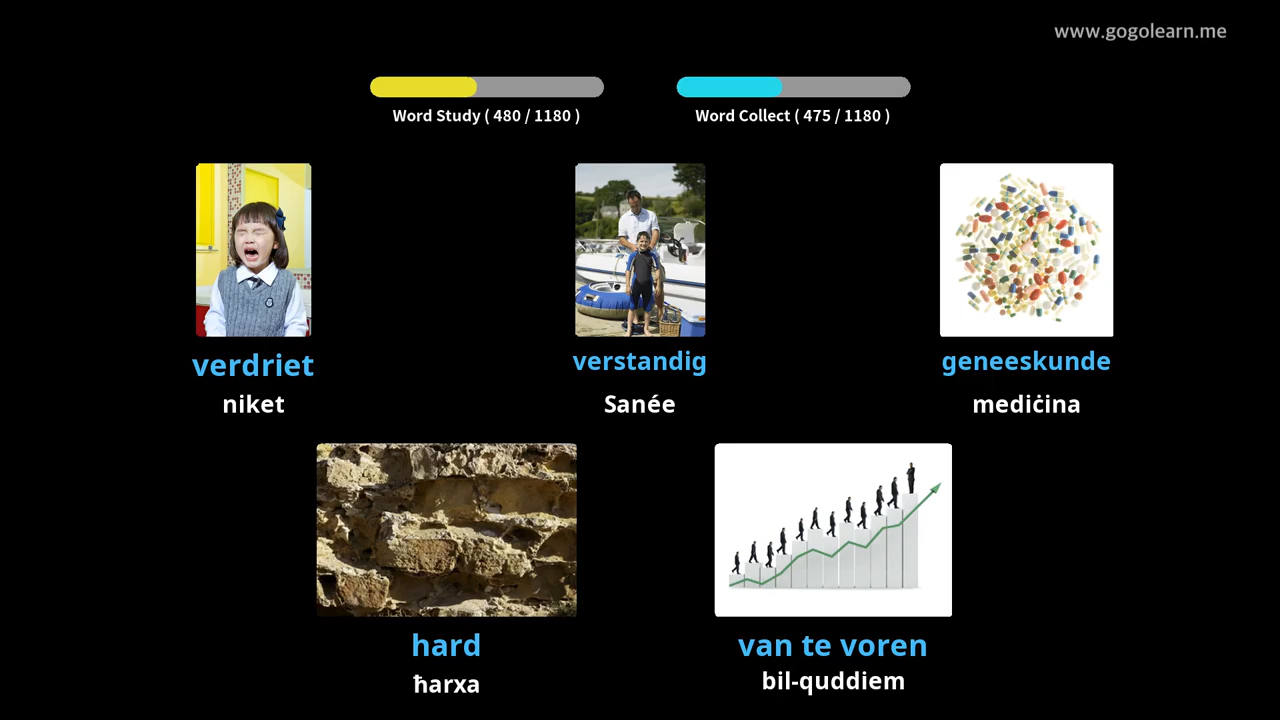 www.gogolearn.me
Word Study ( 480 / 1180 )
Word Collect ( 475 / 1180 )
verdriet
niket
verstandig
Sanée
geneeskunde
mediċina
hard
ħarxa
van te voren
bil-quddiem